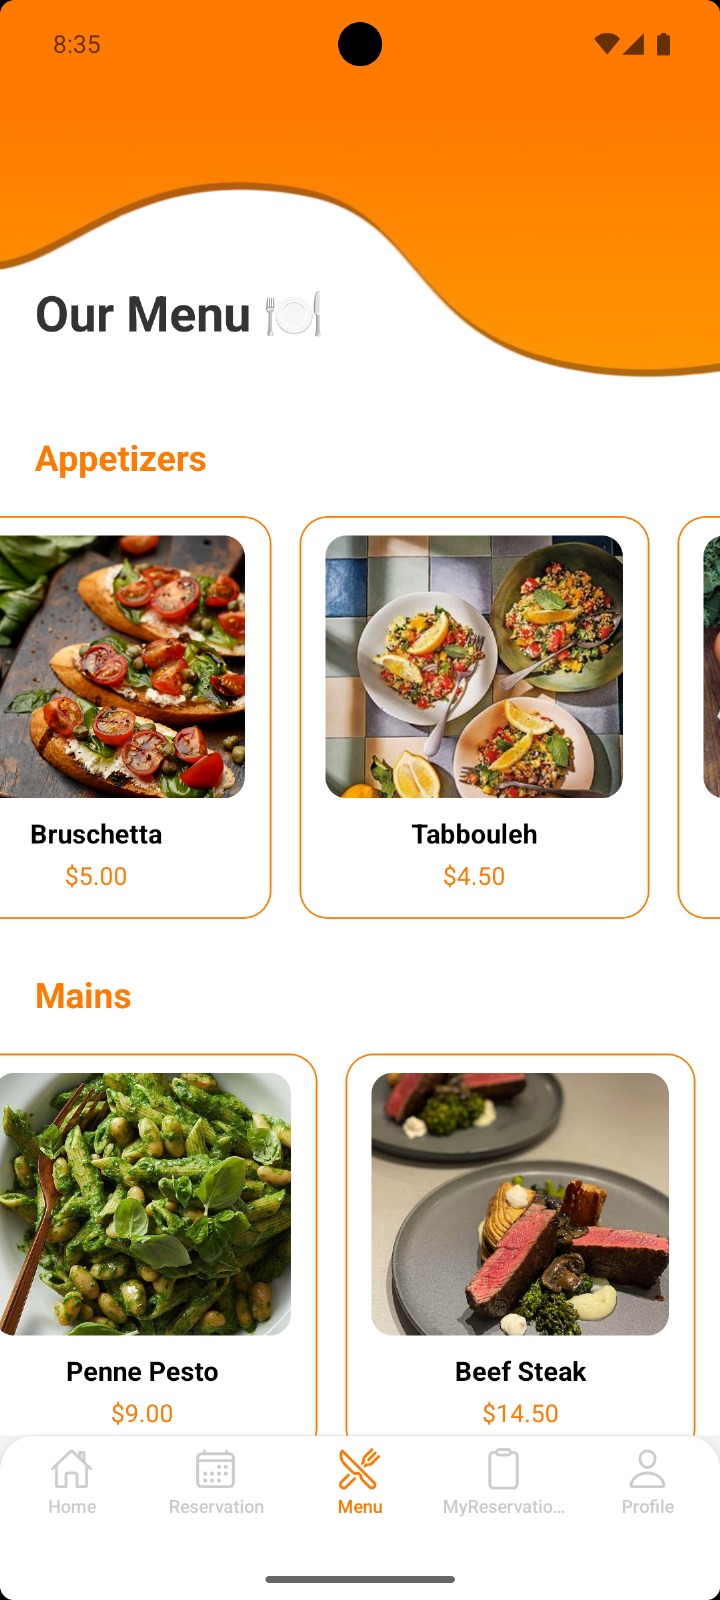 8:35
Our Menu 🍽️
Appetizers
Bruschetta
Tabbouleh
$5.00
$4.50
Mains
Penne Pesto
Beef Steak
$9.00
$14.50
Home
Reservation
Menu
MyReservatio...
Profile